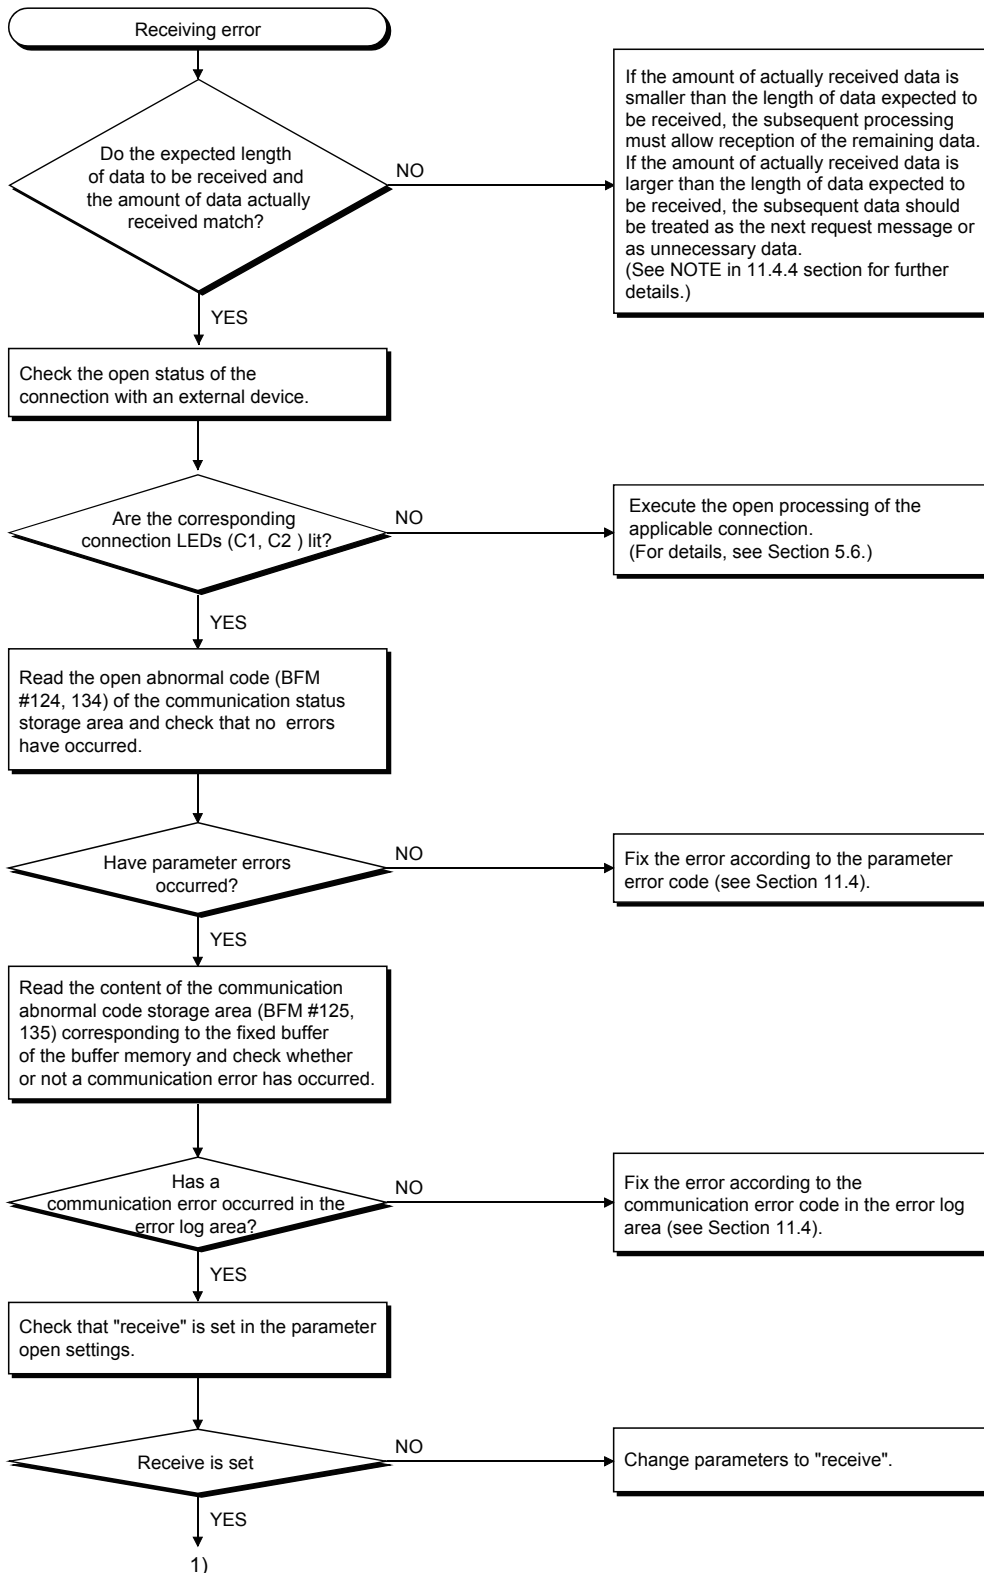 Receiving error
Do the expected length
of data to be received and
the amount of data actually
received match?
NO
If the amount of actually received data is
smaller than the length of data expected to
be received, the subsequent processing
must allow reception of the remaining data.
If the amount of actually received data is
larger than the length of data expected to
be received, the subsequent data should
be treated as the next request message or
as unnecessary data.
(See NOTE in 11.4.4 section for further
details.)
YES
Check the open status of the
connection with an external device.
Are the corresponding
connection LEDs (C1, C2 ) lit?
NO
Execute the open processing of the
applicable connection.
(For details, see Section 5.6.)
YES
Read the open abnormal code (BFM
#124, 134) of the communication status
storage area and check that no  errors
have occurred.
Have parameter errors
occurred?
NO
Fix the error according to the parameter
error code (see Section 11.4).
YES
Read the content of the communication
abnormal code storage area (BFM #125,
135) corresponding to the fixed buffer
of the buffer memory and check whether
or not a communication error has occurred.
Has a
communication error occurred in the
error log area?
NO
Fix the error according to the
communication error code in the error log
area (see Section 11.4).
YES
Check that "receive" is set in the parameter
open settings.
Receive is set
NO
Change parameters to "receive".
YES
1)